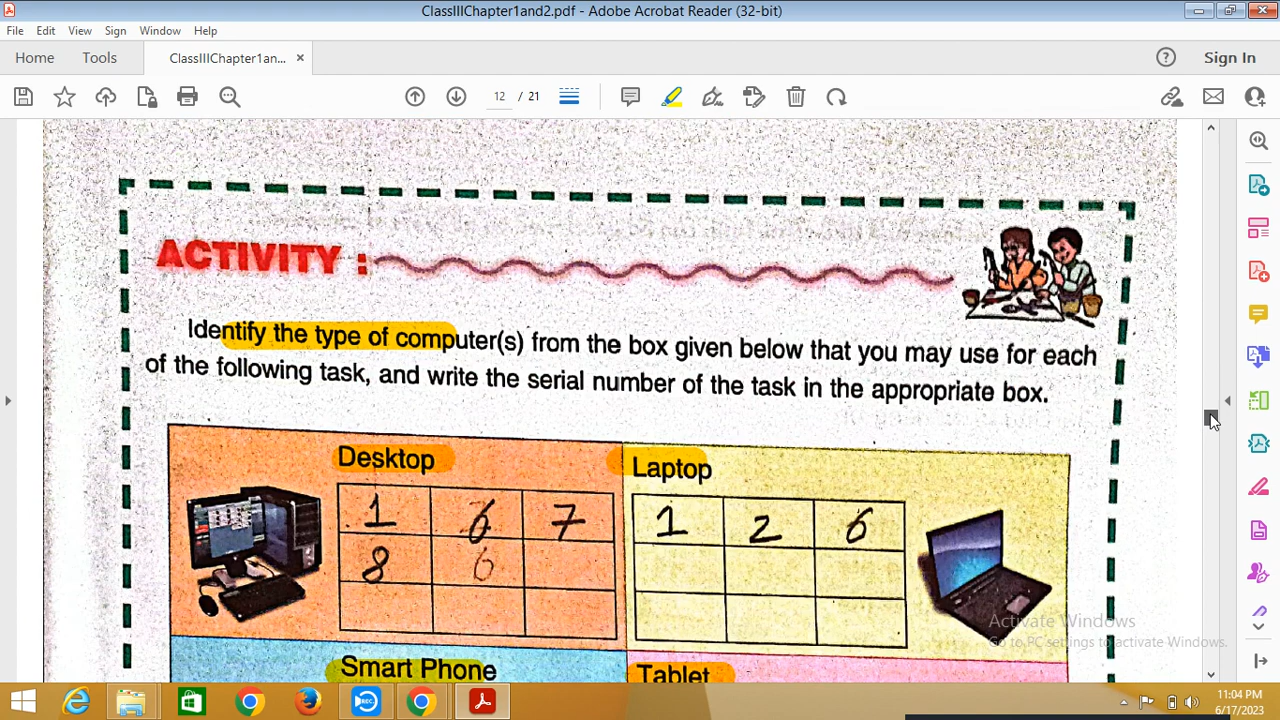 ClassIIIChapter1and2.pdf - Adobe Acrobat Reader (32-bit)
File Edit View Sign Window Help
Home Tools ClassIIIChapter1an... × Sign In
12 / 21
ACTIVITY :
Identify the type of computer(s) from the box given below that you may use for each
of the following task, and write the serial number of the task in the appropriate box.
Desktop
1 6 7
8 6
Laptop
1 2 6
Smart Phone
Tablet
Activate Windows
Go to PC settings to activate Windows.
REC
11:04 PM
6/17/2023